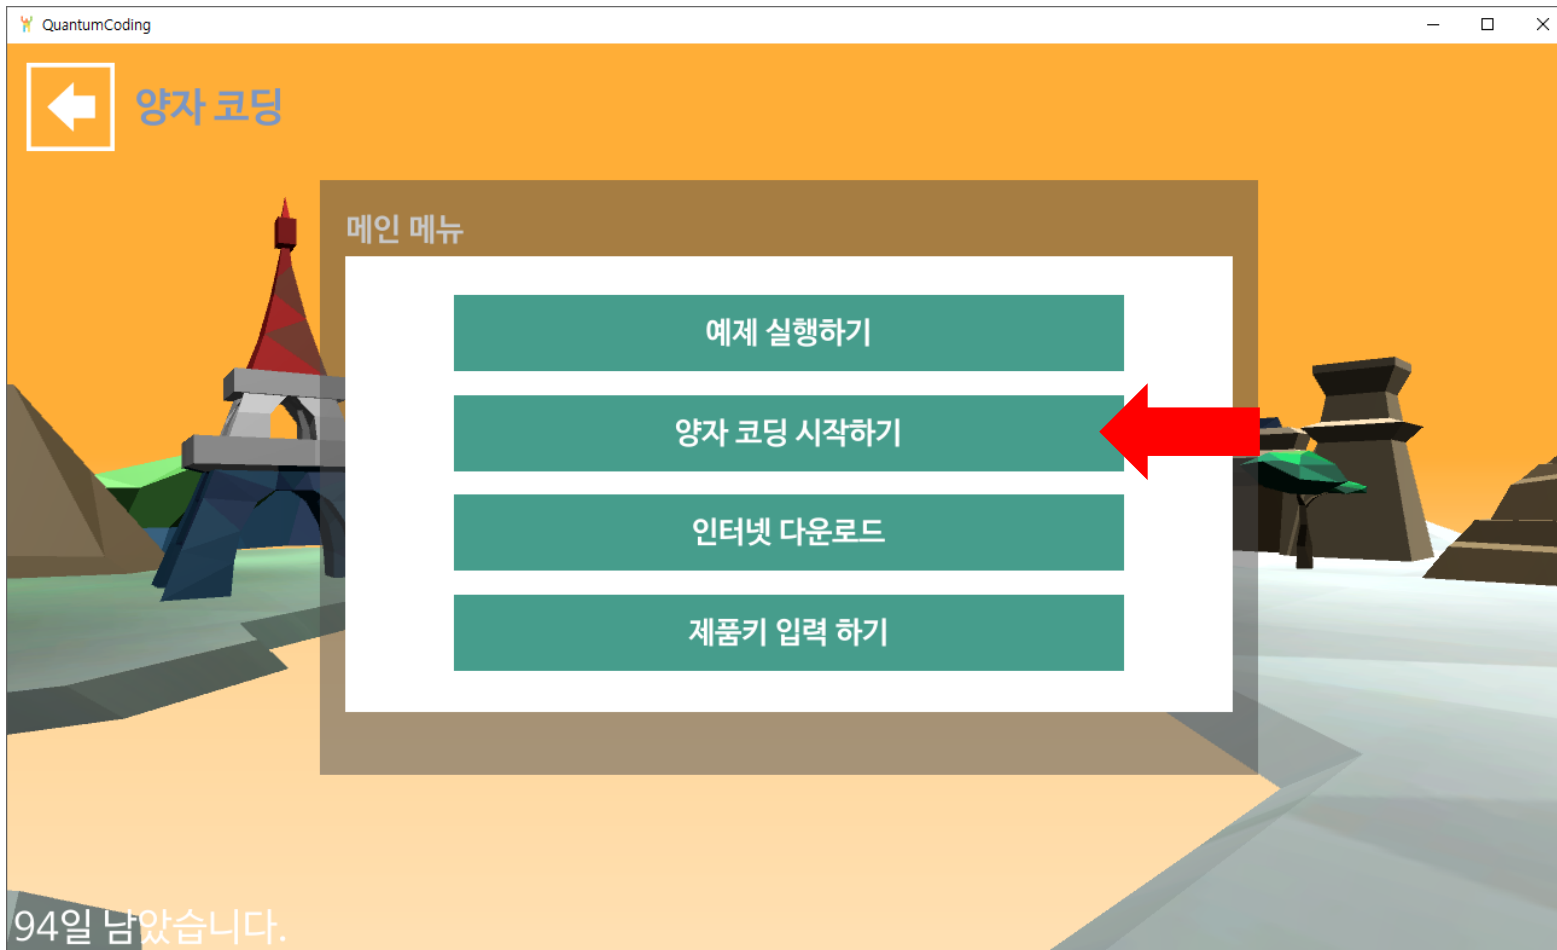 QuantumCoding
양자 코딩
메인 메뉴
예제 실행하기
양자 코딩 시작하기
인터넷 다운로드
제품키 입력 하기
94일 남았습니다.